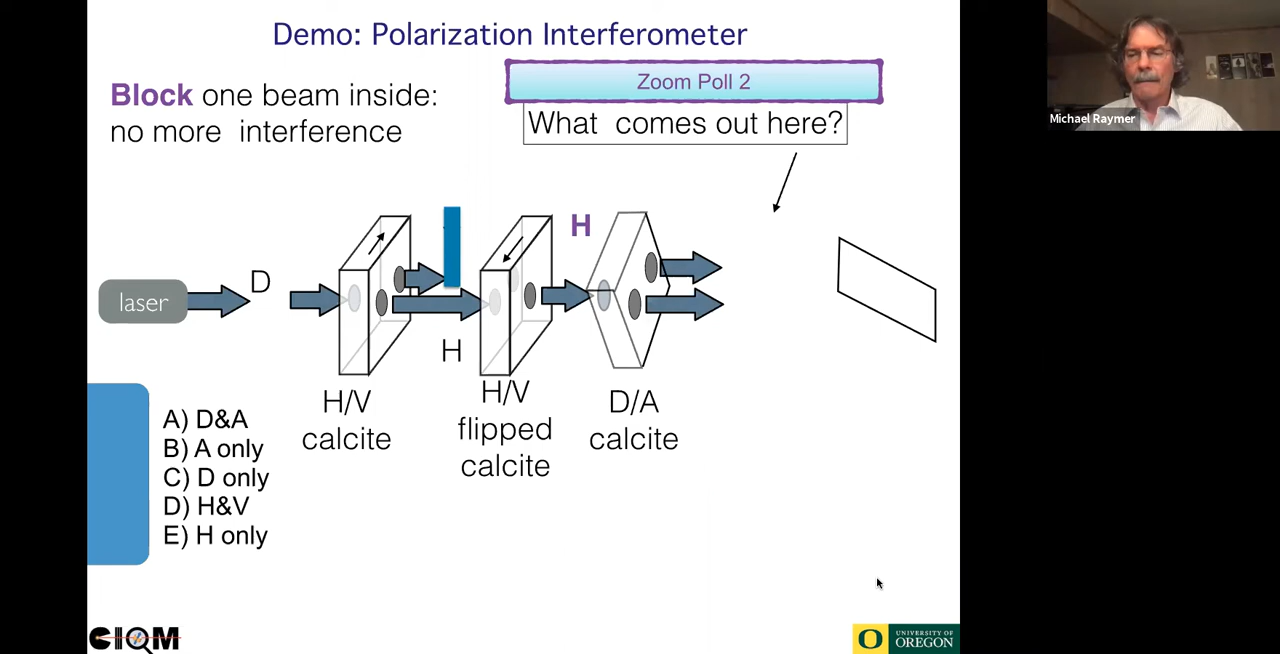 Demo: Polarization Interferometer
Block one beam inside:
no more interference
Zoom Poll 2
What comes out here?
Michael Raymer
H
D
laser
H
H/V
calcite
H/V
flipped
calcite
D/A
calcite
A) D&A
B) A only
C) D only
D) H&V
E) H only
CIQM
O
UNIVERSITY OF
OREGON